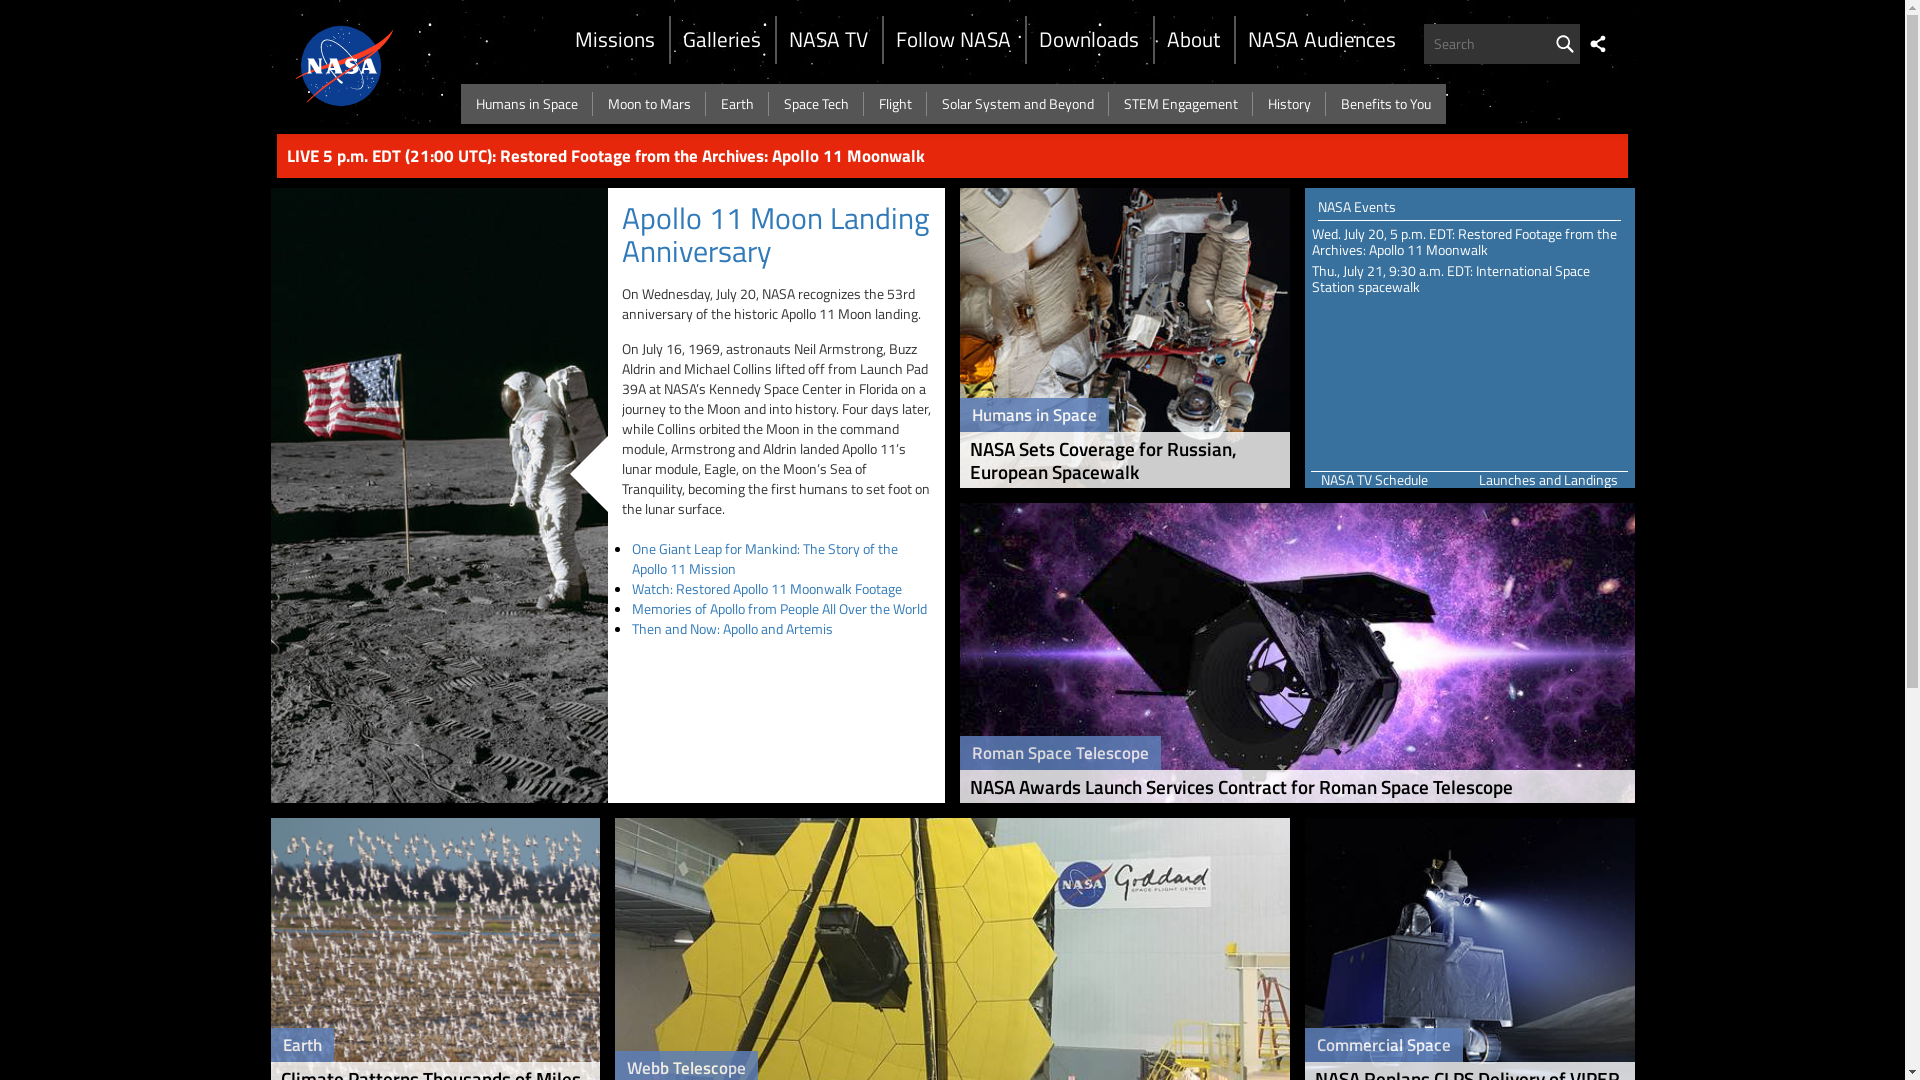 NASA
Missions
Galleries
NASA TV
Follow NASA
Downloads
About
NASA Audiences
Search
Humans in Space
Moon to Mars
Earth
Space Tech
Flight
Solar System and Beyond
STEM Engagement
History
Benefits to You
LIVE 5 p.m. EDT (21:00 UTC): Restored Footage from the Archives: Apollo 11 Moonwalk
Apollo 11 Moon Landing
Anniversary
On Wednesday, July 20, NASA recognizes the 53rd
anniversary of the historic Apollo 11 Moon landing.
On July 16, 1969, astronauts Neil Armstrong, Buzz
Aldrin and Michael Collins lifted off from Launch Pad
39A at NASA’s Kennedy Space Center in Florida on a
journey to the Moon and into history. Four days later,
while Collins orbited the Moon in the command
module, Armstrong and Aldrin landed Apollo 11’s
lunar module, Eagle, on the Moon’s Sea of
Tranquility, becoming the first humans to set foot on
the lunar surface.
One Giant Leap for Mankind: The Story of the
Apollo 11 Mission
Watch: Restored Apollo 11 Moonwalk Footage
Memories of Apollo from People All Over the World
Then and Now: Apollo and Artemis
Humans in Space
NASA Sets Coverage for Russian,
European Spacewalk
NASA Events
Wed. July 20, 5 p.m. EDT: Restored Footage from the
Archives: Apollo 11 Moonwalk
Thu., July 21, 9:30 a.m. EDT: International Space
Station spacewalk
NASA TV Schedule
Launches and Landings
Roman Space Telescope
NASA Awards Launch Services Contract for Roman Space Telescope
Earth
Climate Patterns Thousands of Miles
NASA
Goddard
SPACE FLIGHT CENTER
Webb Telescope
Commercial Space
NASA Replans CLPS Delivery of VIPER